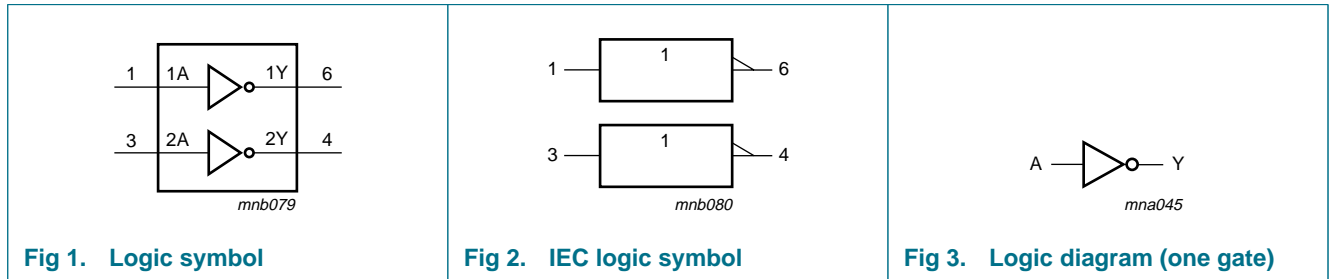 1 1A 1Y 6
3 2A 2Y 4
mnb079
Fig 1. Logic symbol
1 1 6
3 1 4
mnb080
Fig 2. IEC logic symbol
A Y
mna045
Fig 3. Logic diagram (one gate)